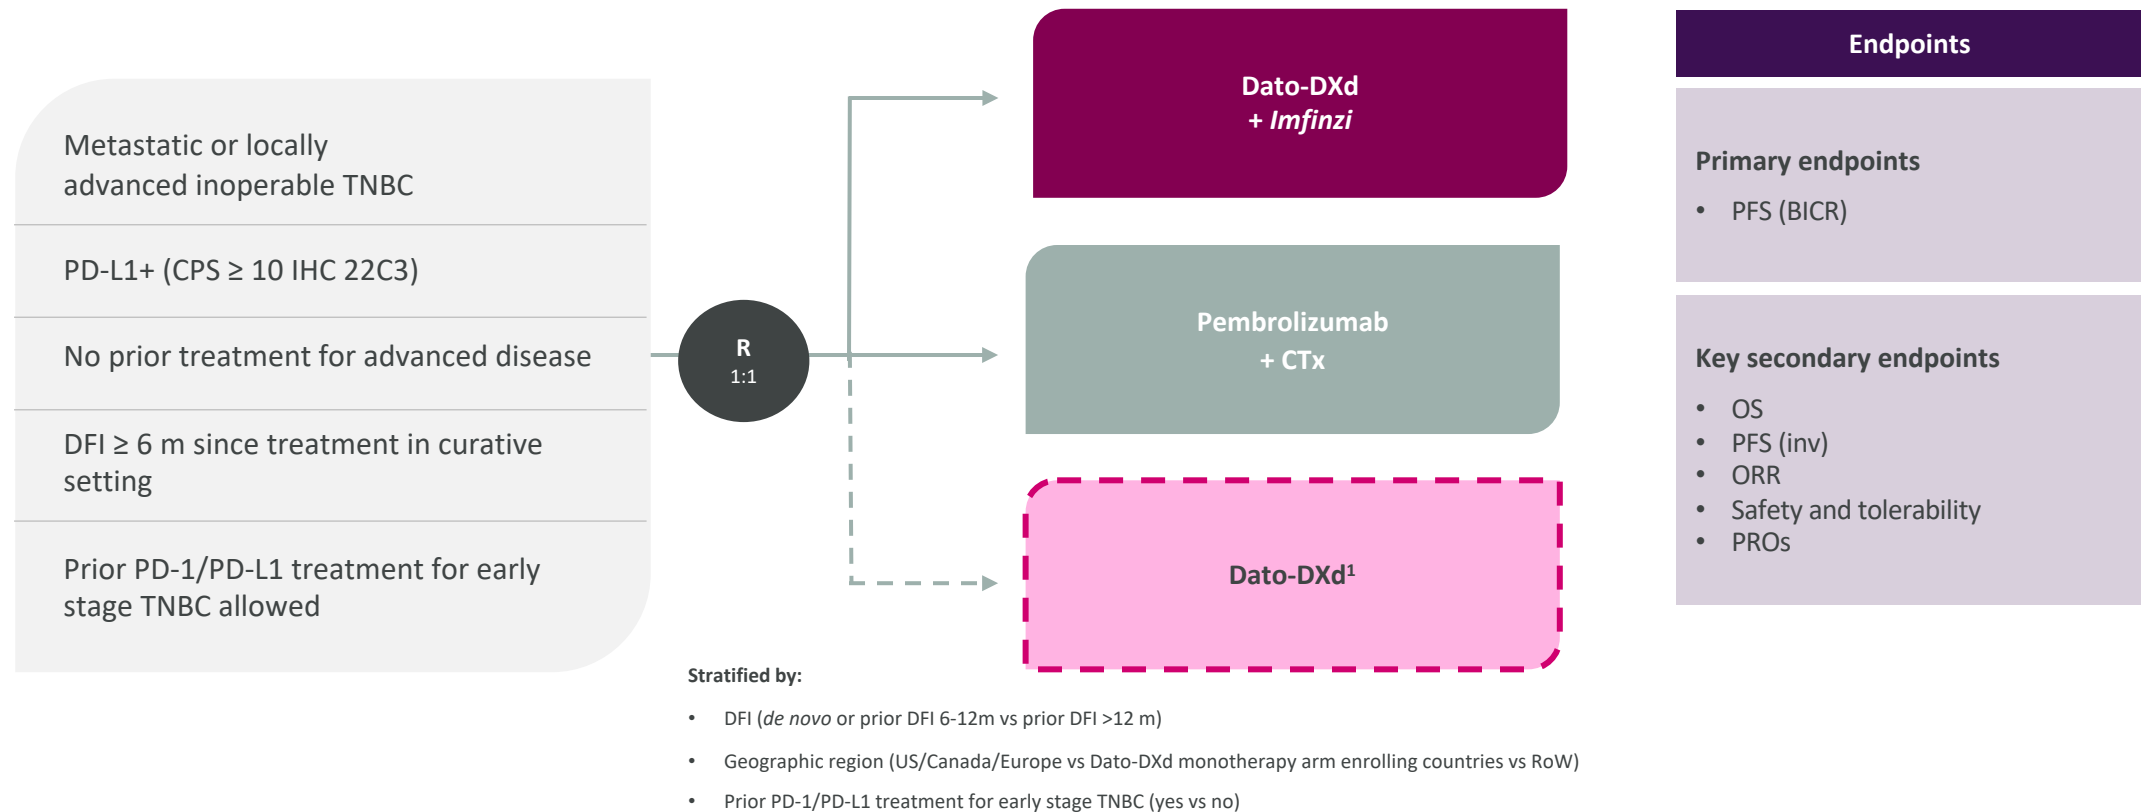 Metastatic or locally
advanced inoperable TNBC
PD-L1+ (CPS ≥ 10 IHC 22C3)
No prior treatment for advanced disease
DFI ≥ 6 m since treatment in curative
setting
Prior PD-1/PD-L1 treatment for early
stage TNBC allowed
R
1:1
Dato-DXd
+ Imfinzi
Pembrolizumab
+ CTx
Dato-DXd¹
Stratified by:
• DFI (de novo or prior DFI 6-12m vs prior DFI >12 m)
• Geographic region (US/Canada/Europe vs Dato-DXd monotherapy arm enrolling countries vs RoW)
• Prior PD-1/PD-L1 treatment for early stage TNBC (yes vs no)
Endpoints
Primary endpoints
• PFS (BICR)
Key secondary endpoints
• OS
• PFS (inv)
• ORR
• Safety and tolerability
• PROs